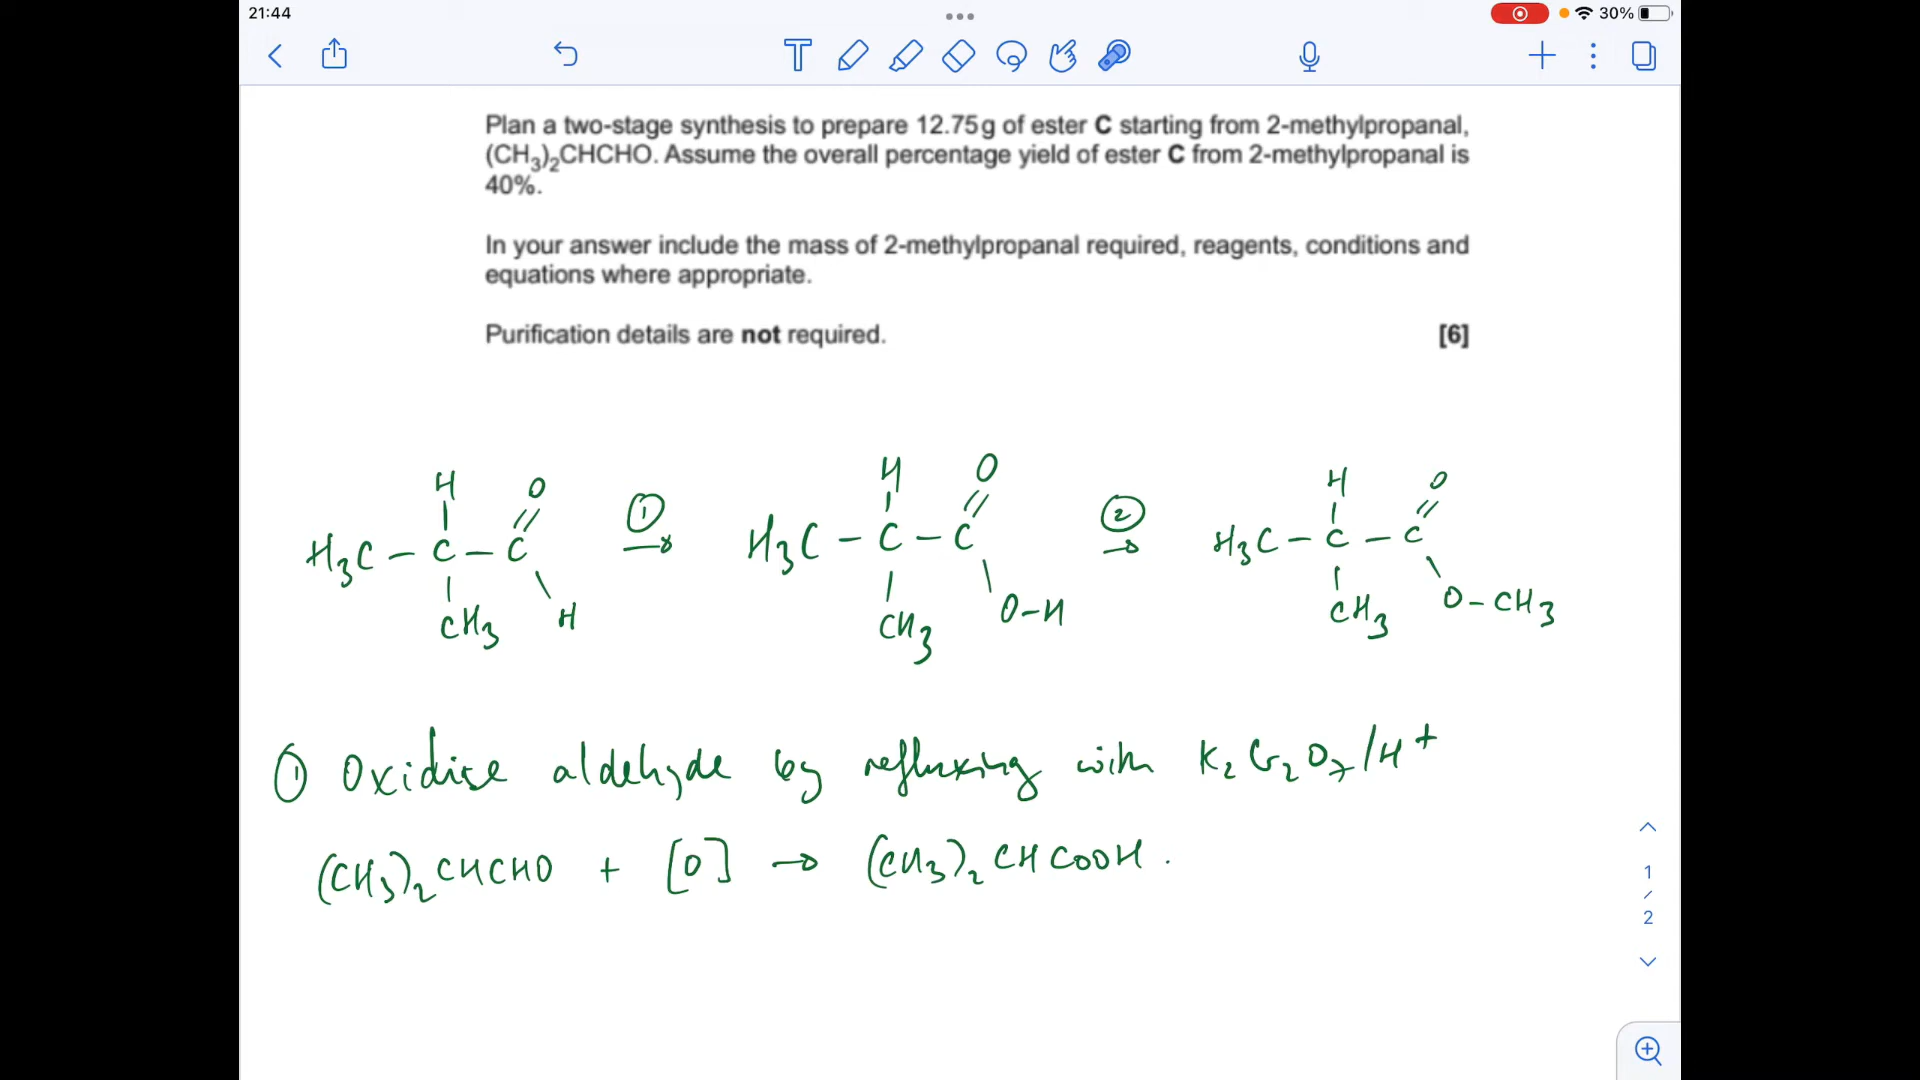 21:44
30%
Plan a two-stage synthesis to prepare 12.75 g of ester C starting from 2-methylpropanal,
(CH₃)₂CHCHO. Assume the overall percentage yield of ester C from 2-methylpropanal is
40%.
In your answer include the mass of 2-methylpropanal required, reagents, conditions and
equations where appropriate.
Purification details are not required. [6]
H O H O H O
① ②
H₃C – C – C → H₃C – C – C → H₃C – C – C
CH₃ H CH₃ O–H CH₃ O–CH₃
① Oxidise aldehyde by refluxing with K₂Cr₂O₇/H⁺
(CH₃)₂CHCHO + [O] → (CH₃)₂CHCOOH.
1
/
2